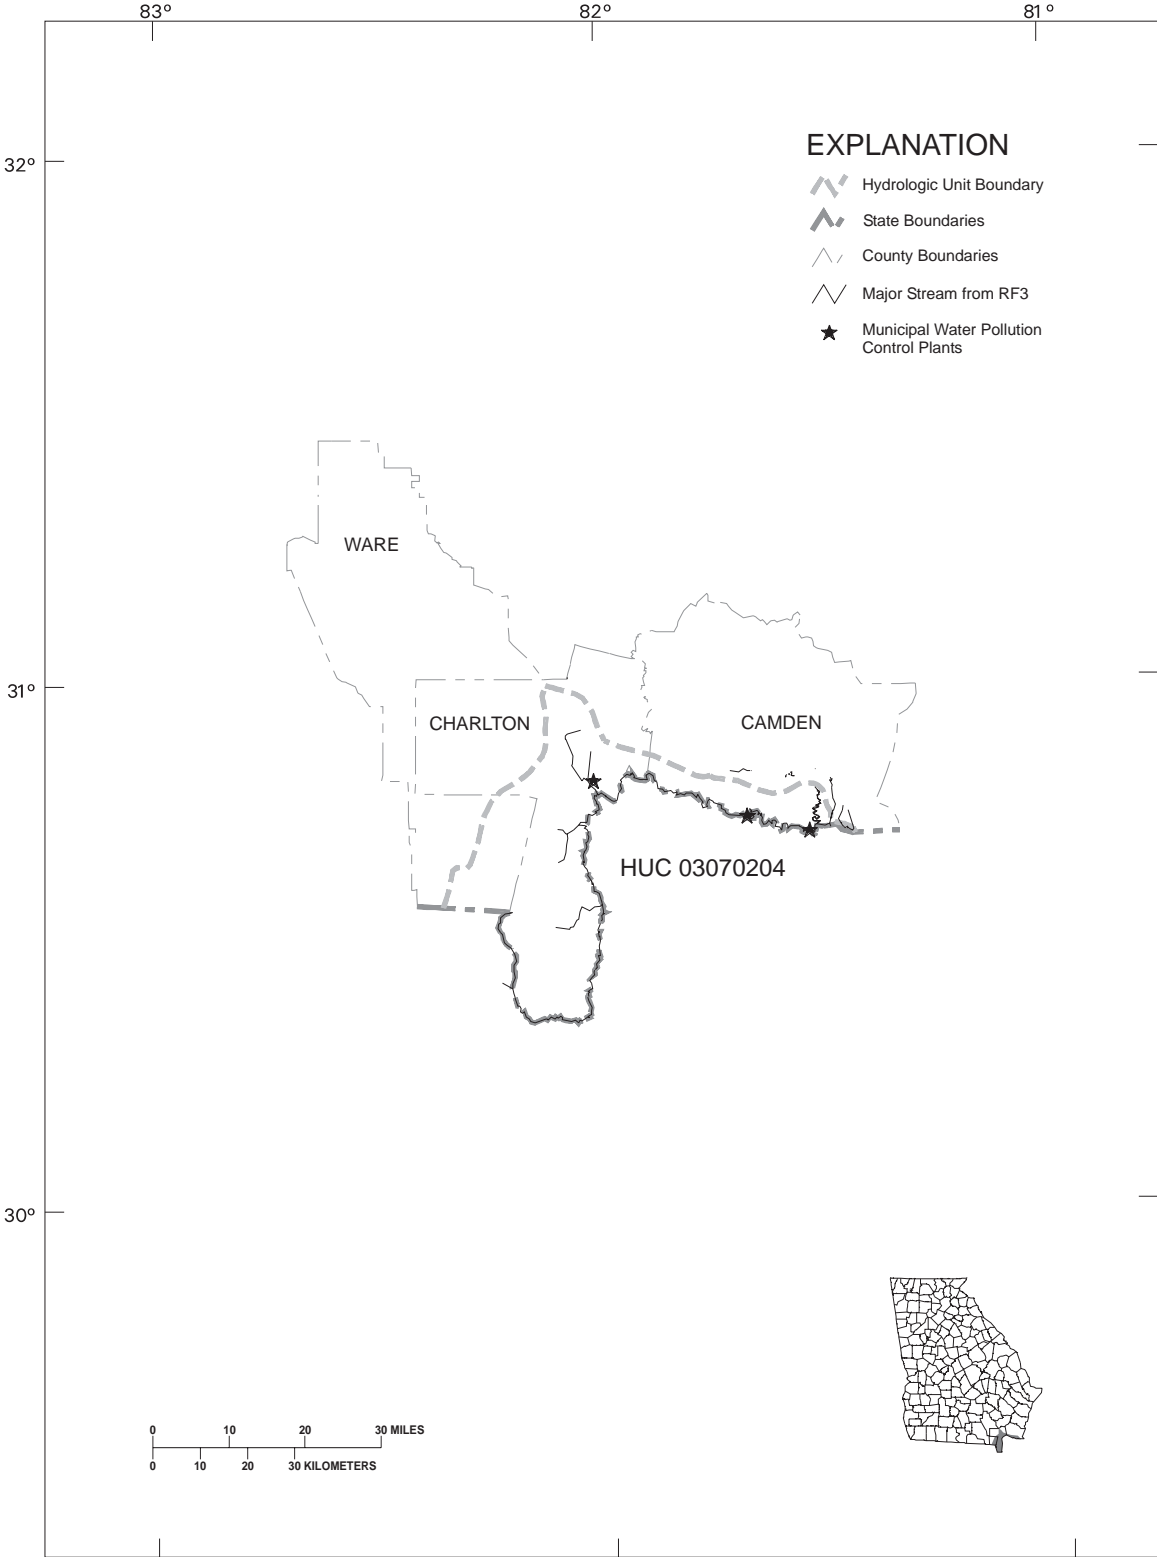 83°
82°
81°
32°
EXPLANATION
Hydrologic Unit Boundary
State Boundaries
County Boundaries
Major Stream from RF3
Municipal Water Pollution
Control Plants
WARE
31°
CHARLTON
CAMDEN
HUC 03070204
30°
0 10 20 30 MILES
0 10 20 30 KILOMETERS